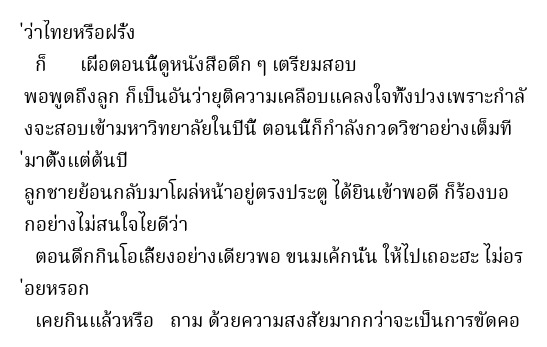 ่ว่าไทยหรือฝรั่ง
ก็ เผื่อตอนนี้ดูหนังสือดึก ๆ เตรียมสอบ
พอพูดถึงลูก ก็เป็นอันว่ายุติความเคลือบแคลงใจทั้งปวงเพราะกำลั
งจะสอบเข้ามหาวิทยาลัยในปีนี้ ตอนนี้ก็กำลังกวดวิชาอย่างเต็มที
่มาตั้งแต่ต้นปี
ลูกชายย้อนกลับมาโผล่หน้าอยู่ตรงประตู ได้ยินเข้าพอดี ก็ร้องบอ
กอย่างไม่สนใจไยดีว่า
ตอนดึกกินโอเลี้ยงอย่างเดียวพอ ขนมเค้กนั่น ให้ไปเถอะฮะ ไม่อร
่อยหรอก
เคยกินแล้วหรือ ถาม ด้วยความสงสัยมากกว่าจะเป็นการขัดคอ